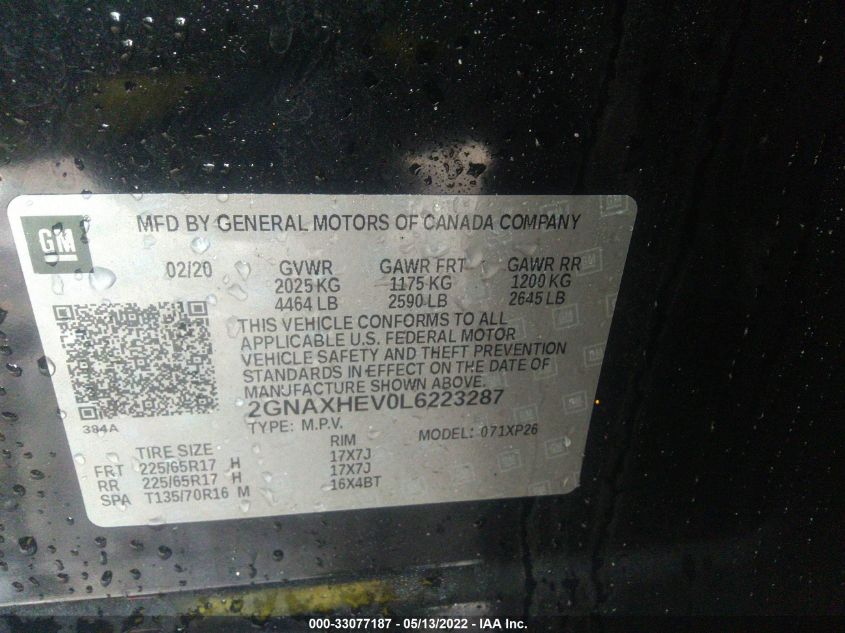 MFD BY GENERAL MOTORS OF CANADA COMPANY
GM
02/20 GVWR GAWR FRT GAWR RR
2025 KG 1175 KG 1200 KG
4464 LB 2590 LB 2645 LB
THIS VEHICLE CONFORMS TO ALL
APPLICABLE U.S. FEDERAL MOTOR
VEHICLE SAFETY AND THEFT PREVENTION
STANDARDS IN EFFECT ON THE DATE OF
MANUFACTURE SHOWN ABOVE.
2GNAXHEV0L6223287
TYPE: M.P.V. MODEL: 071XP26
384A
TIRE SIZE RIM
FRT 225/65R17 H 17X7J
RR 225/65R17 H 17X7J
SPA T135/70R16 M 16X4BT
000-33077187 - 05/13/2022 - IAA Inc.